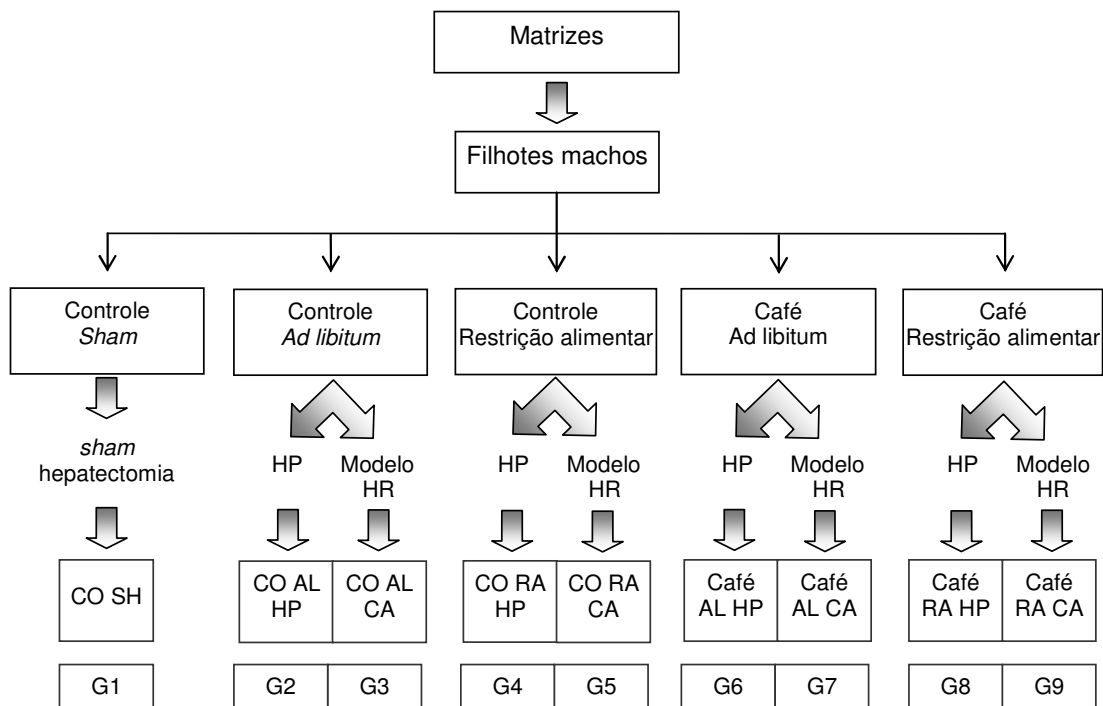 Matrizes
Filhotes machos
Controle
Sham
Controle
Ad libitum
Controle
Restrição alimentar
Café
Ad libitum
Café
Restrição alimentar
sham
hepatectomia
HP
Modelo
HR
HP
Modelo
HR
HP
Modelo
HR
HP
Modelo
HR
CO SH
CO AL
HP
CO AL
CA
CO RA
HP
CO RA
CA
Café
AL HP
Café
AL CA
Café
RA HP
Café
RA CA
G1
G2
G3
G4
G5
G6
G7
G8
G9